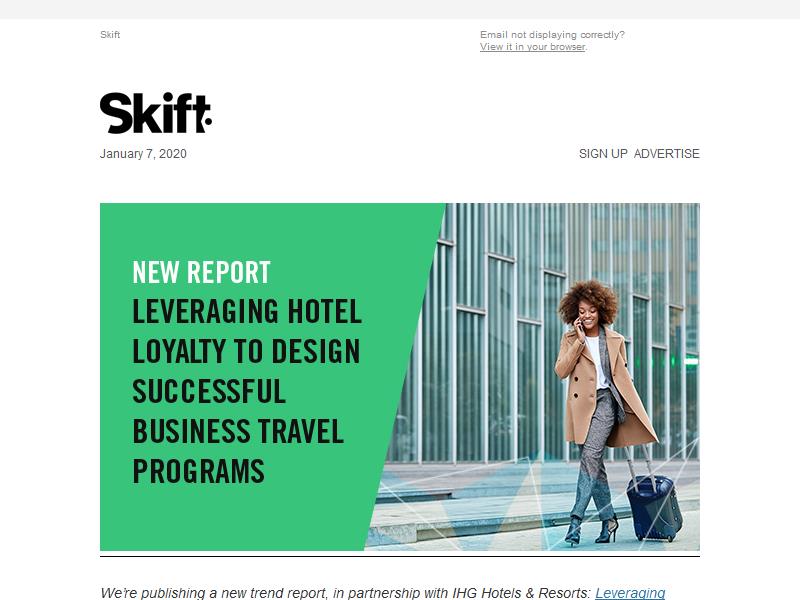 Skift
Email not displaying correctly?
View it in your browser.
Skift
January 7, 2020
SIGN UP ADVERTISE
NEW REPORT
LEVERAGING HOTEL
LOYALTY TO DESIGN
SUCCESSFUL
BUSINESS TRAVEL
PROGRAMS
We're publishing a new trend report, in partnership with IHG Hotels & Resorts: Leveraging